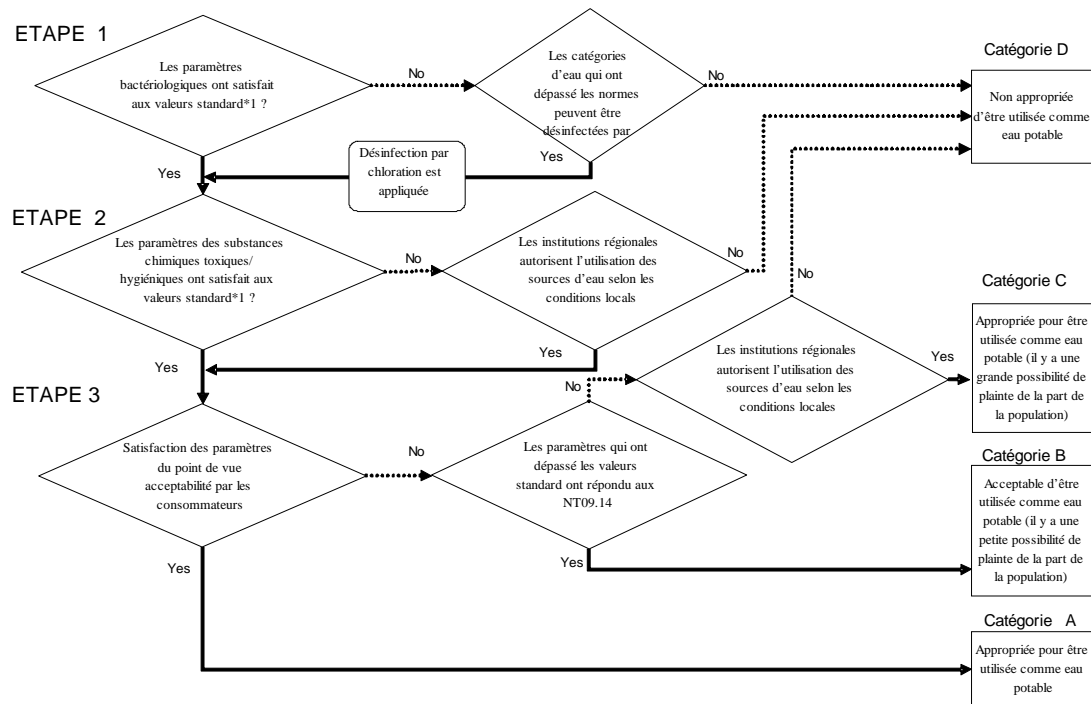 ETAPE 1
Les paramètres
bactériologiques ont satisfait
aux valeurs standard*1 ?
No
Les catégories
d'eau qui ont
dépassé les normes
peuvent être
désinfectées par
No
Catégorie D
Non appropriée
d'être utilisée comme
eau potable
Yes
Désinfection par
chloration est
appliquée
Yes
ETAPE 2
Les paramètres des substances
chimiques toxiques/
hygiéniques ont satisfait aux
valeurs standard*1 ?
No
Les institutions régionales
autorisent l'utilisation des
sources d'eau selon les
conditions locals
No
No
Yes
Yes
Catégorie C
Appropriée pour être
utilisée comme eau
potable (il y a une
grande possibilité de
plainte de la part de
la population)
Les institutions régionales
autorisent l'utilisation des
sources d'eau selon les
conditions locales
Yes
No
ETAPE 3
Satisfaction des paramètres
du point de vue
acceptabilité par les
consommateurs
No
Les paramètres qui ont
dépassé les valeurs
standard ont répondu aux
NT09.14
Catégorie B
Acceptable d'être
utilisée comme eau
potable (il y a une
petite possibilité de
plainte de la part de
la population)
Yes
Yes
Catégorie A
Appropriée pour être
utilisée comme eau
potable